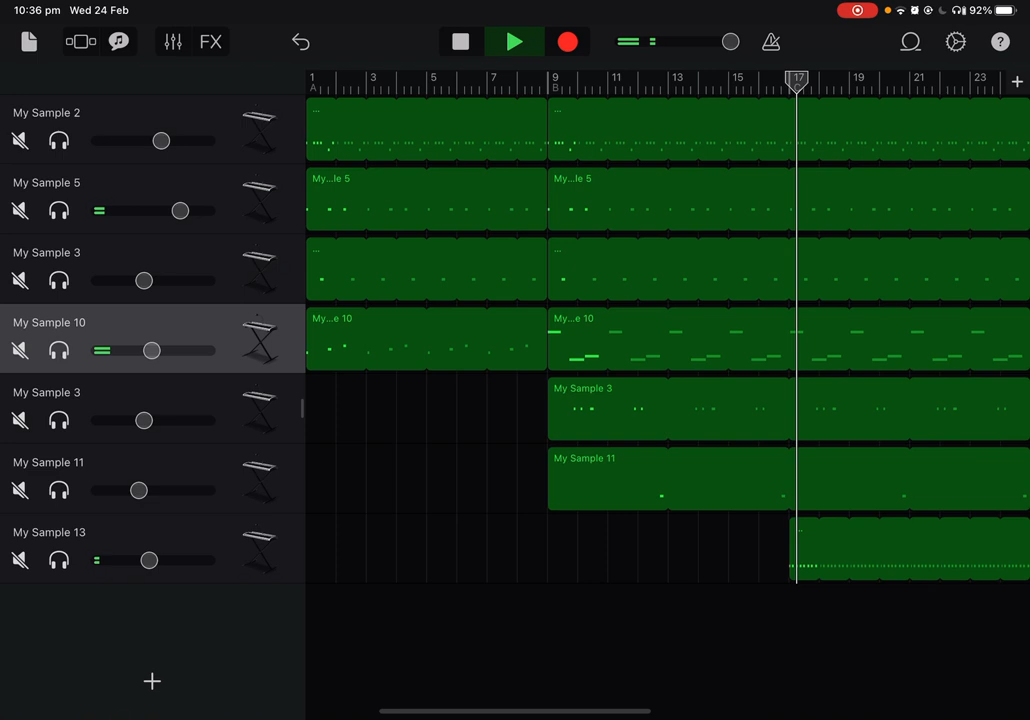 10:36 pm Wed 24 Feb 92%
FX ?
1 3 5 7 9 11 13 15 17 19 21 23 +
A B C
My Sample 2 ... ...
My Sample 5 My...le 5 My...le 5
My Sample 3 ... ...
My Sample 10 My...e 10 My...e 10
My Sample 3 My Sample 3
My Sample 11 My Sample 11
My Sample 13 ...
+